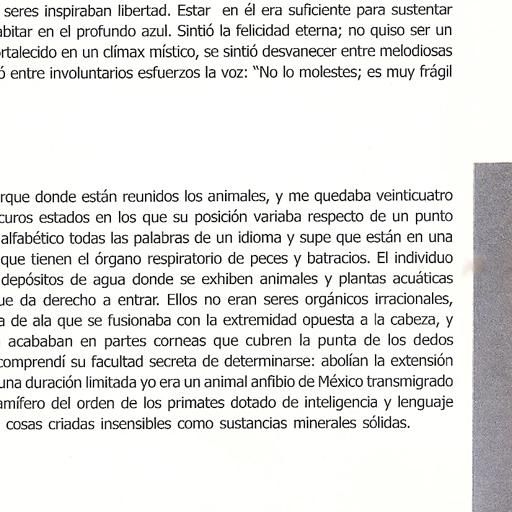 seres inspiraban libertad. Estar en él era suficiente para sustentar
abitar en el profundo azul. Sintió la felicidad eterna; no quiso ser un
ortalecido en un clímax místico, se sintió desvanecer entre melodiosas
ó entre involuntarios esfuerzos la voz: “No lo molestes; es muy frágil
rque donde están reunidos los animales, y me quedaba veinticuatro
curos estados en los que su posición variaba respecto de un punto
alfabético todas las palabras de un idioma y supe que están en una
que tienen el órgano respiratorio de peces y batracios. El individuo
depósitos de agua donde se exhiben animales y plantas acuáticas
ue da derecho a entrar. Ellos no eran seres orgánicos irracionales,
a de ala que se fusionaba con la extremidad opuesta a la cabeza, y
acababan en partes corneas que cubren la punta de los dedos
comprendí su facultad secreta de determinarse: abolían la extensión
una duración limitada yo era un animal anfibio de México transmigrado
amífero del orden de los primates dotado de inteligencia y lenguaje
cosas criadas insensibles como sustancias minerales sólidas.